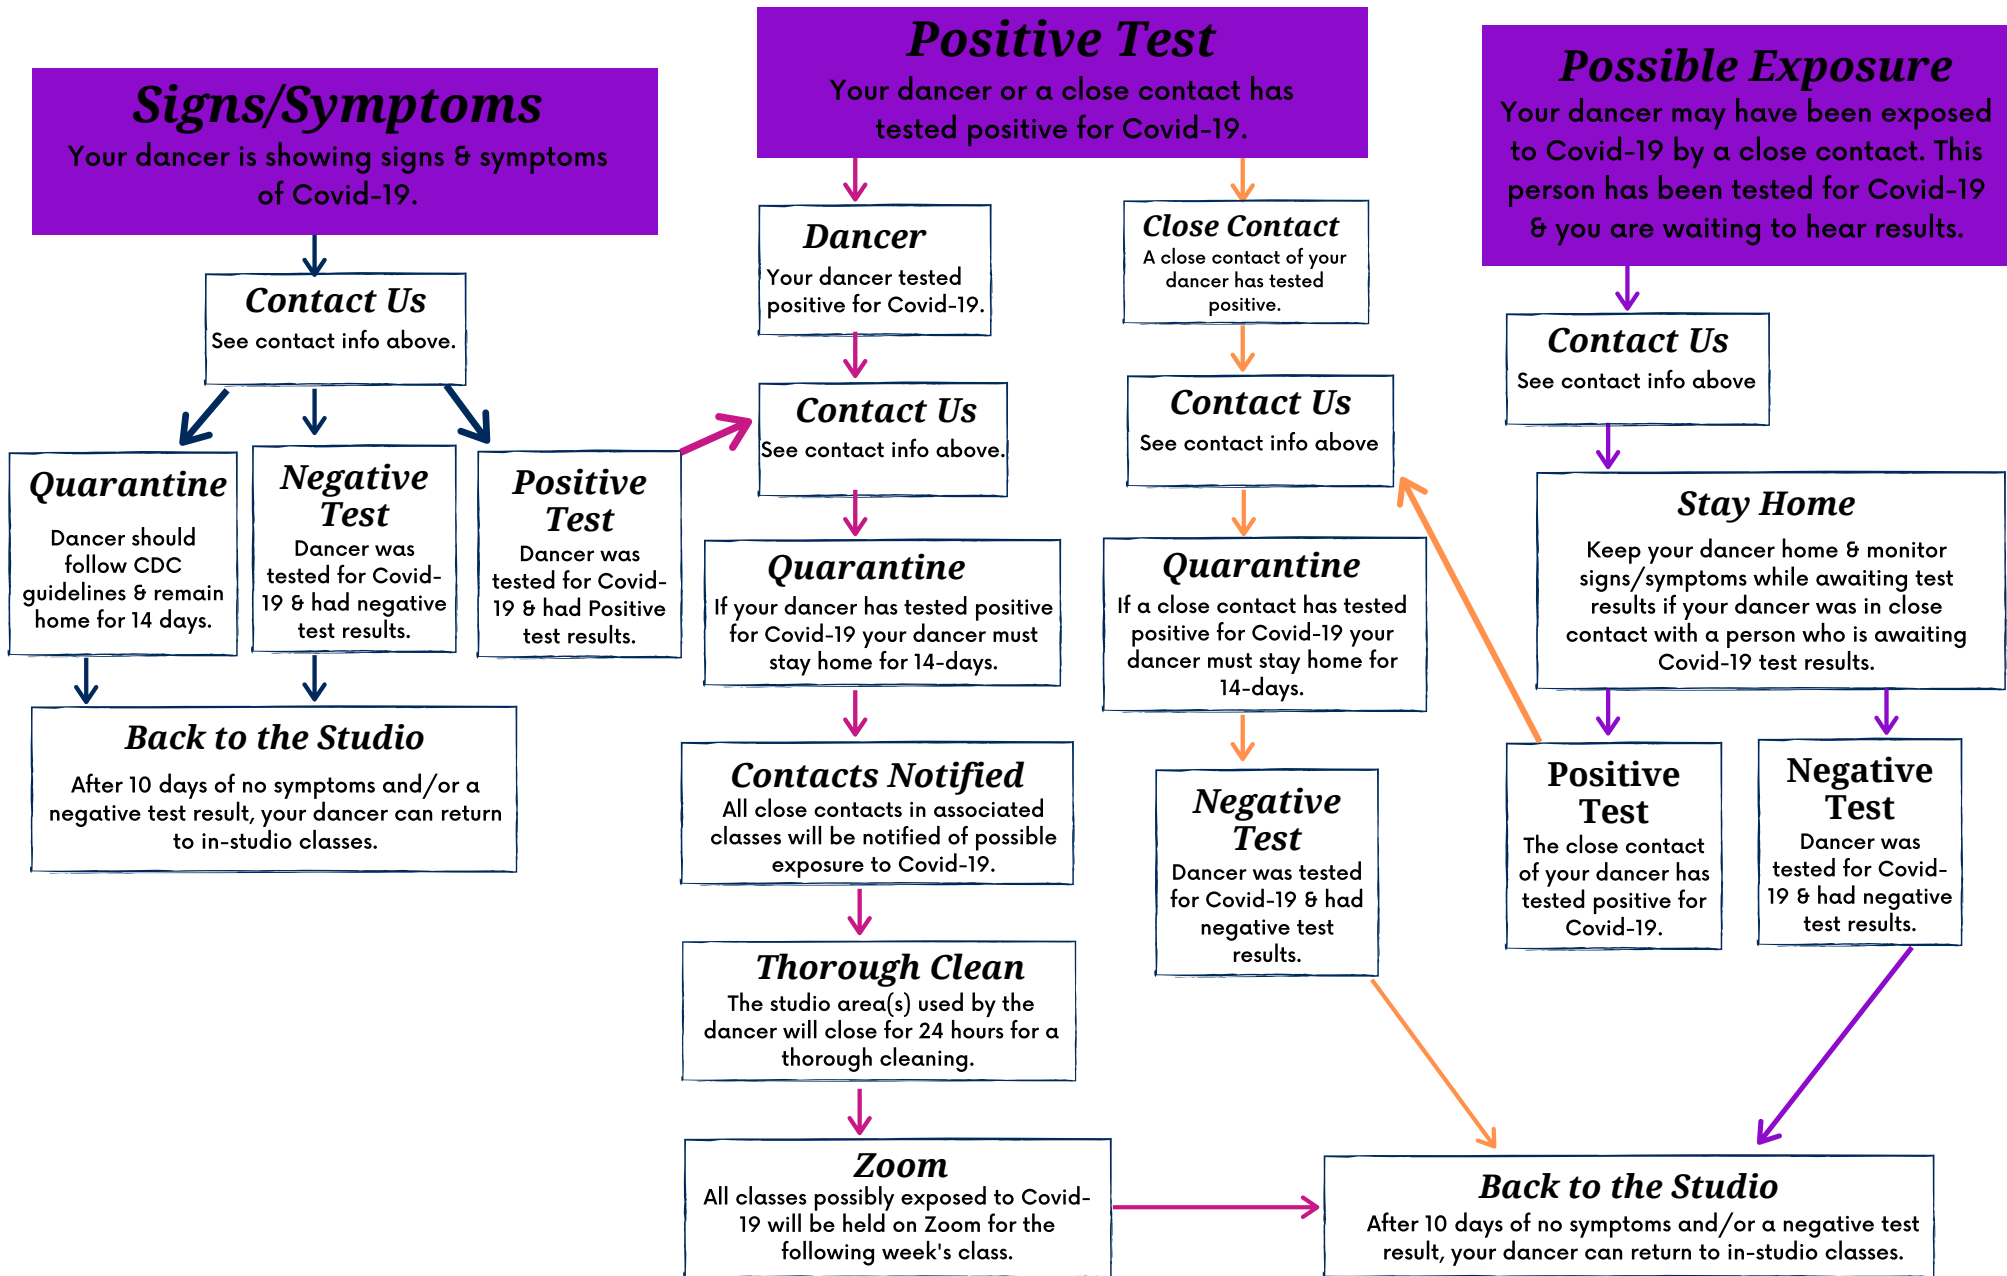 Signs/Symptoms
Your dancer is showing signs & symptoms
of Covid-19.
Contact Us
See contact info above.
Quarantine
Dancer should
follow CDC
guidelines & remain
home for 14 days.
Negative
Test
Dancer was
tested for Covid-
19 & had negative
test results.
Positive
Test
Dancer was
tested for Covid-
19 & had Positive
test results.
Back to the Studio
After 10 days of no symptoms and/or a
negative test result, your dancer can return
to in-studio classes.
Positive Test
Your dancer or a close contact has
tested positive for Covid-19.
Dancer
Your dancer tested
positive for Covid-19.
Contact Us
See contact info above.
Quarantine
If your dancer has tested positive
for Covid-19 your dancer must
stay home for 14-days.
Contacts Notified
All close contacts in associated
classes will be notified of possible
exposure to Covid-19.
Thorough Clean
The studio area(s) used by the
dancer will close for 24 hours for a
thorough cleaning.
Zoom
All classes possibly exposed to Covid-
19 will be held on Zoom for the
following week's class.
Close Contact
A close contact of your
dancer has tested
positive.
Contact Us
See contact info above
Quarantine
If a close contact has tested
positive for Covid-19 your
dancer must stay home for
14-days.
Negative
Test
Dancer was tested
for Covid-19 & had
negative test
results.
Possible Exposure
Your dancer may have been exposed
to Covid-19 by a close contact. This
person has been tested for Covid-19
& you are waiting to hear results.
Contact Us
See contact info above
Stay Home
Keep your dancer home & monitor
signs/symptoms while awaiting test
results if your dancer was in close
contact with a person who is awaiting
Covid-19 test results.
Positive
Test
The close contact
of your dancer has
tested positive for
Covid-19.
Negative
Test
Dancer was
tested for Covid-
19 & had negative
test results.
Back to the Studio
After 10 days of no symptoms and/or a negative test
result, your dancer can return to in-studio classes.